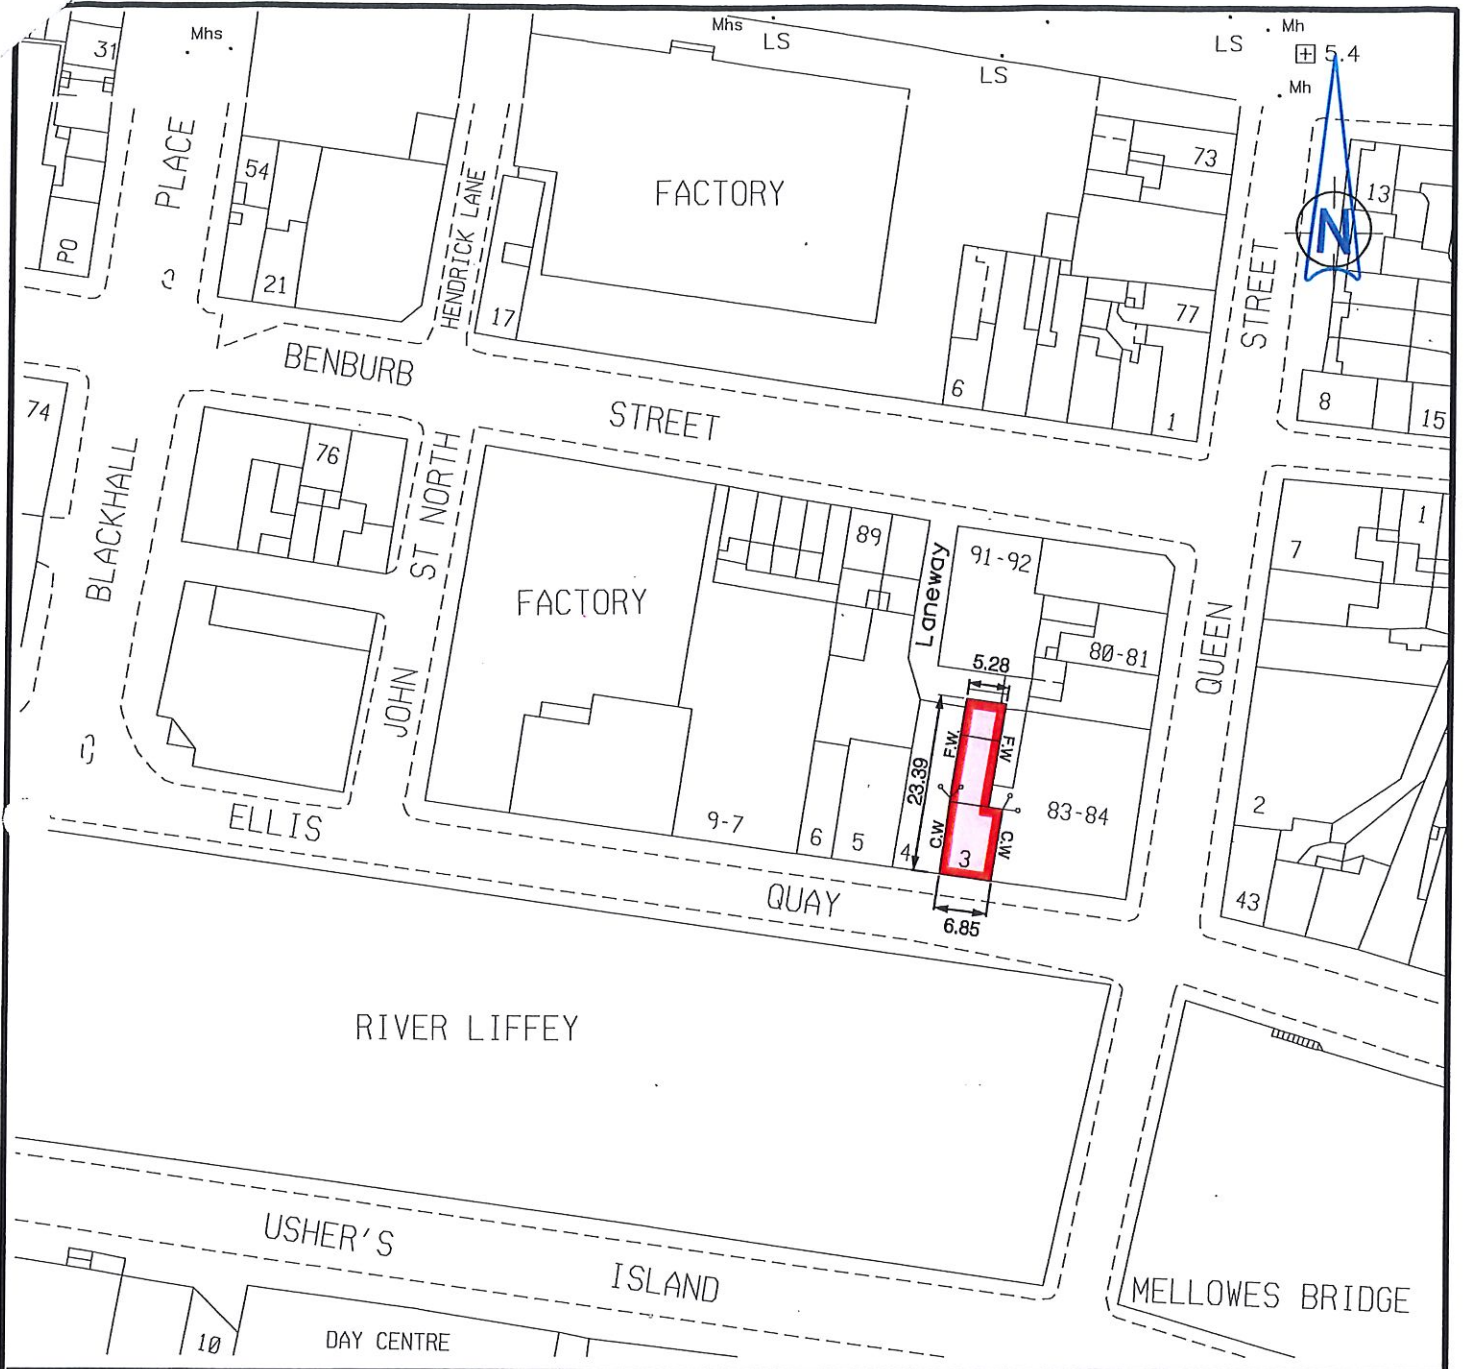 31
Mhs
Mhs
LS
LS
LS
Mh
5.4
Mh
PLACE
54
HENDRICK LANE
FACTORY
73
13
N
PO
21
17
77
STREET
BENBURB
6
1
8
15
74
STREET
76
ST NORTH
BLACKHALL
89
Laneway
91-92
7
1
FACTORY
80-81
QUEEN
5.28
JOHN
F.W.
F.W
23.39
83-84
2
ELLIS
9-7
6
5
4
C.W
3
C.W
43
QUAY
6.85
RIVER LIFFEY
USHER'S
ISLAND
MELLOWES BRIDGE
10
DAY CENTRE